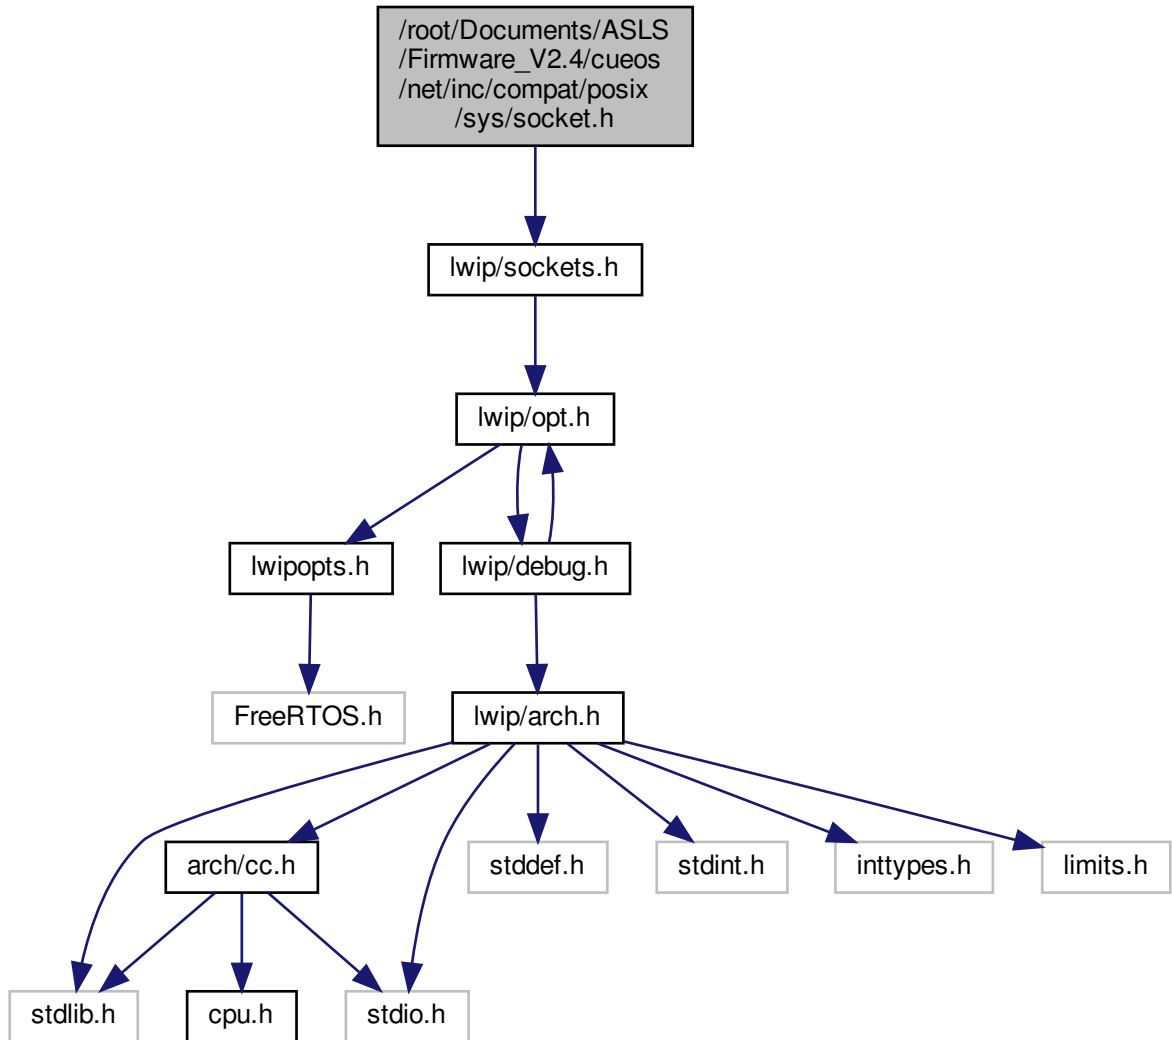 /root/Documents/ASLS
/Firmware_V2.4/cueos
/net/inc/compat/posix
/sys/socket.h
lwip/sockets.h
lwip/opt.h
lwipopts.h
lwip/debug.h
FreeRTOS.h
lwip/arch.h
arch/cc.h
stddef.h
stdint.h
inttypes.h
limits.h
stdlib.h
cpu.h
stdio.h